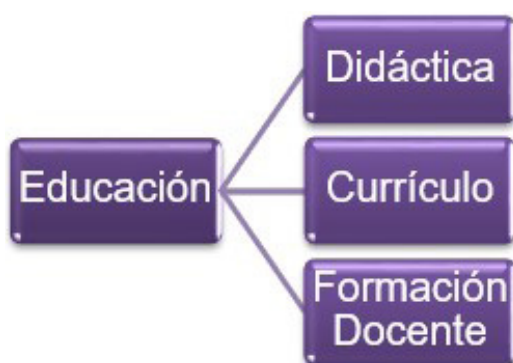 Educación
Didáctica
Currículo
Formación
Docente